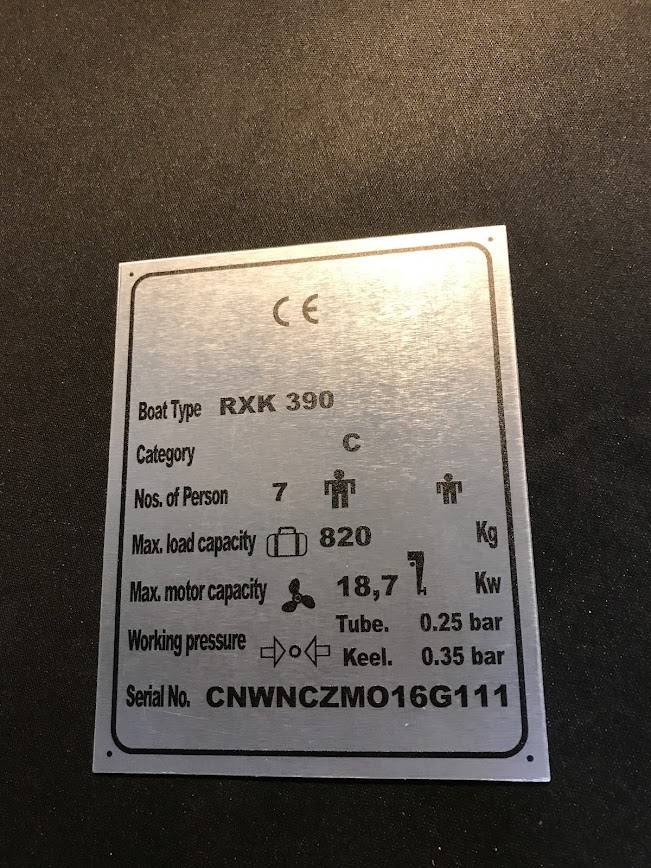 CE
Boat Type RXK 390
Category C
Nos. of Person 7
Max. load capacity 820 Kg
Max. motor capacity 18,7 Kw
Working pressure Tube. 0.25 bar
Keel. 0.35 bar
Serial No. CNWNCZMO16G111